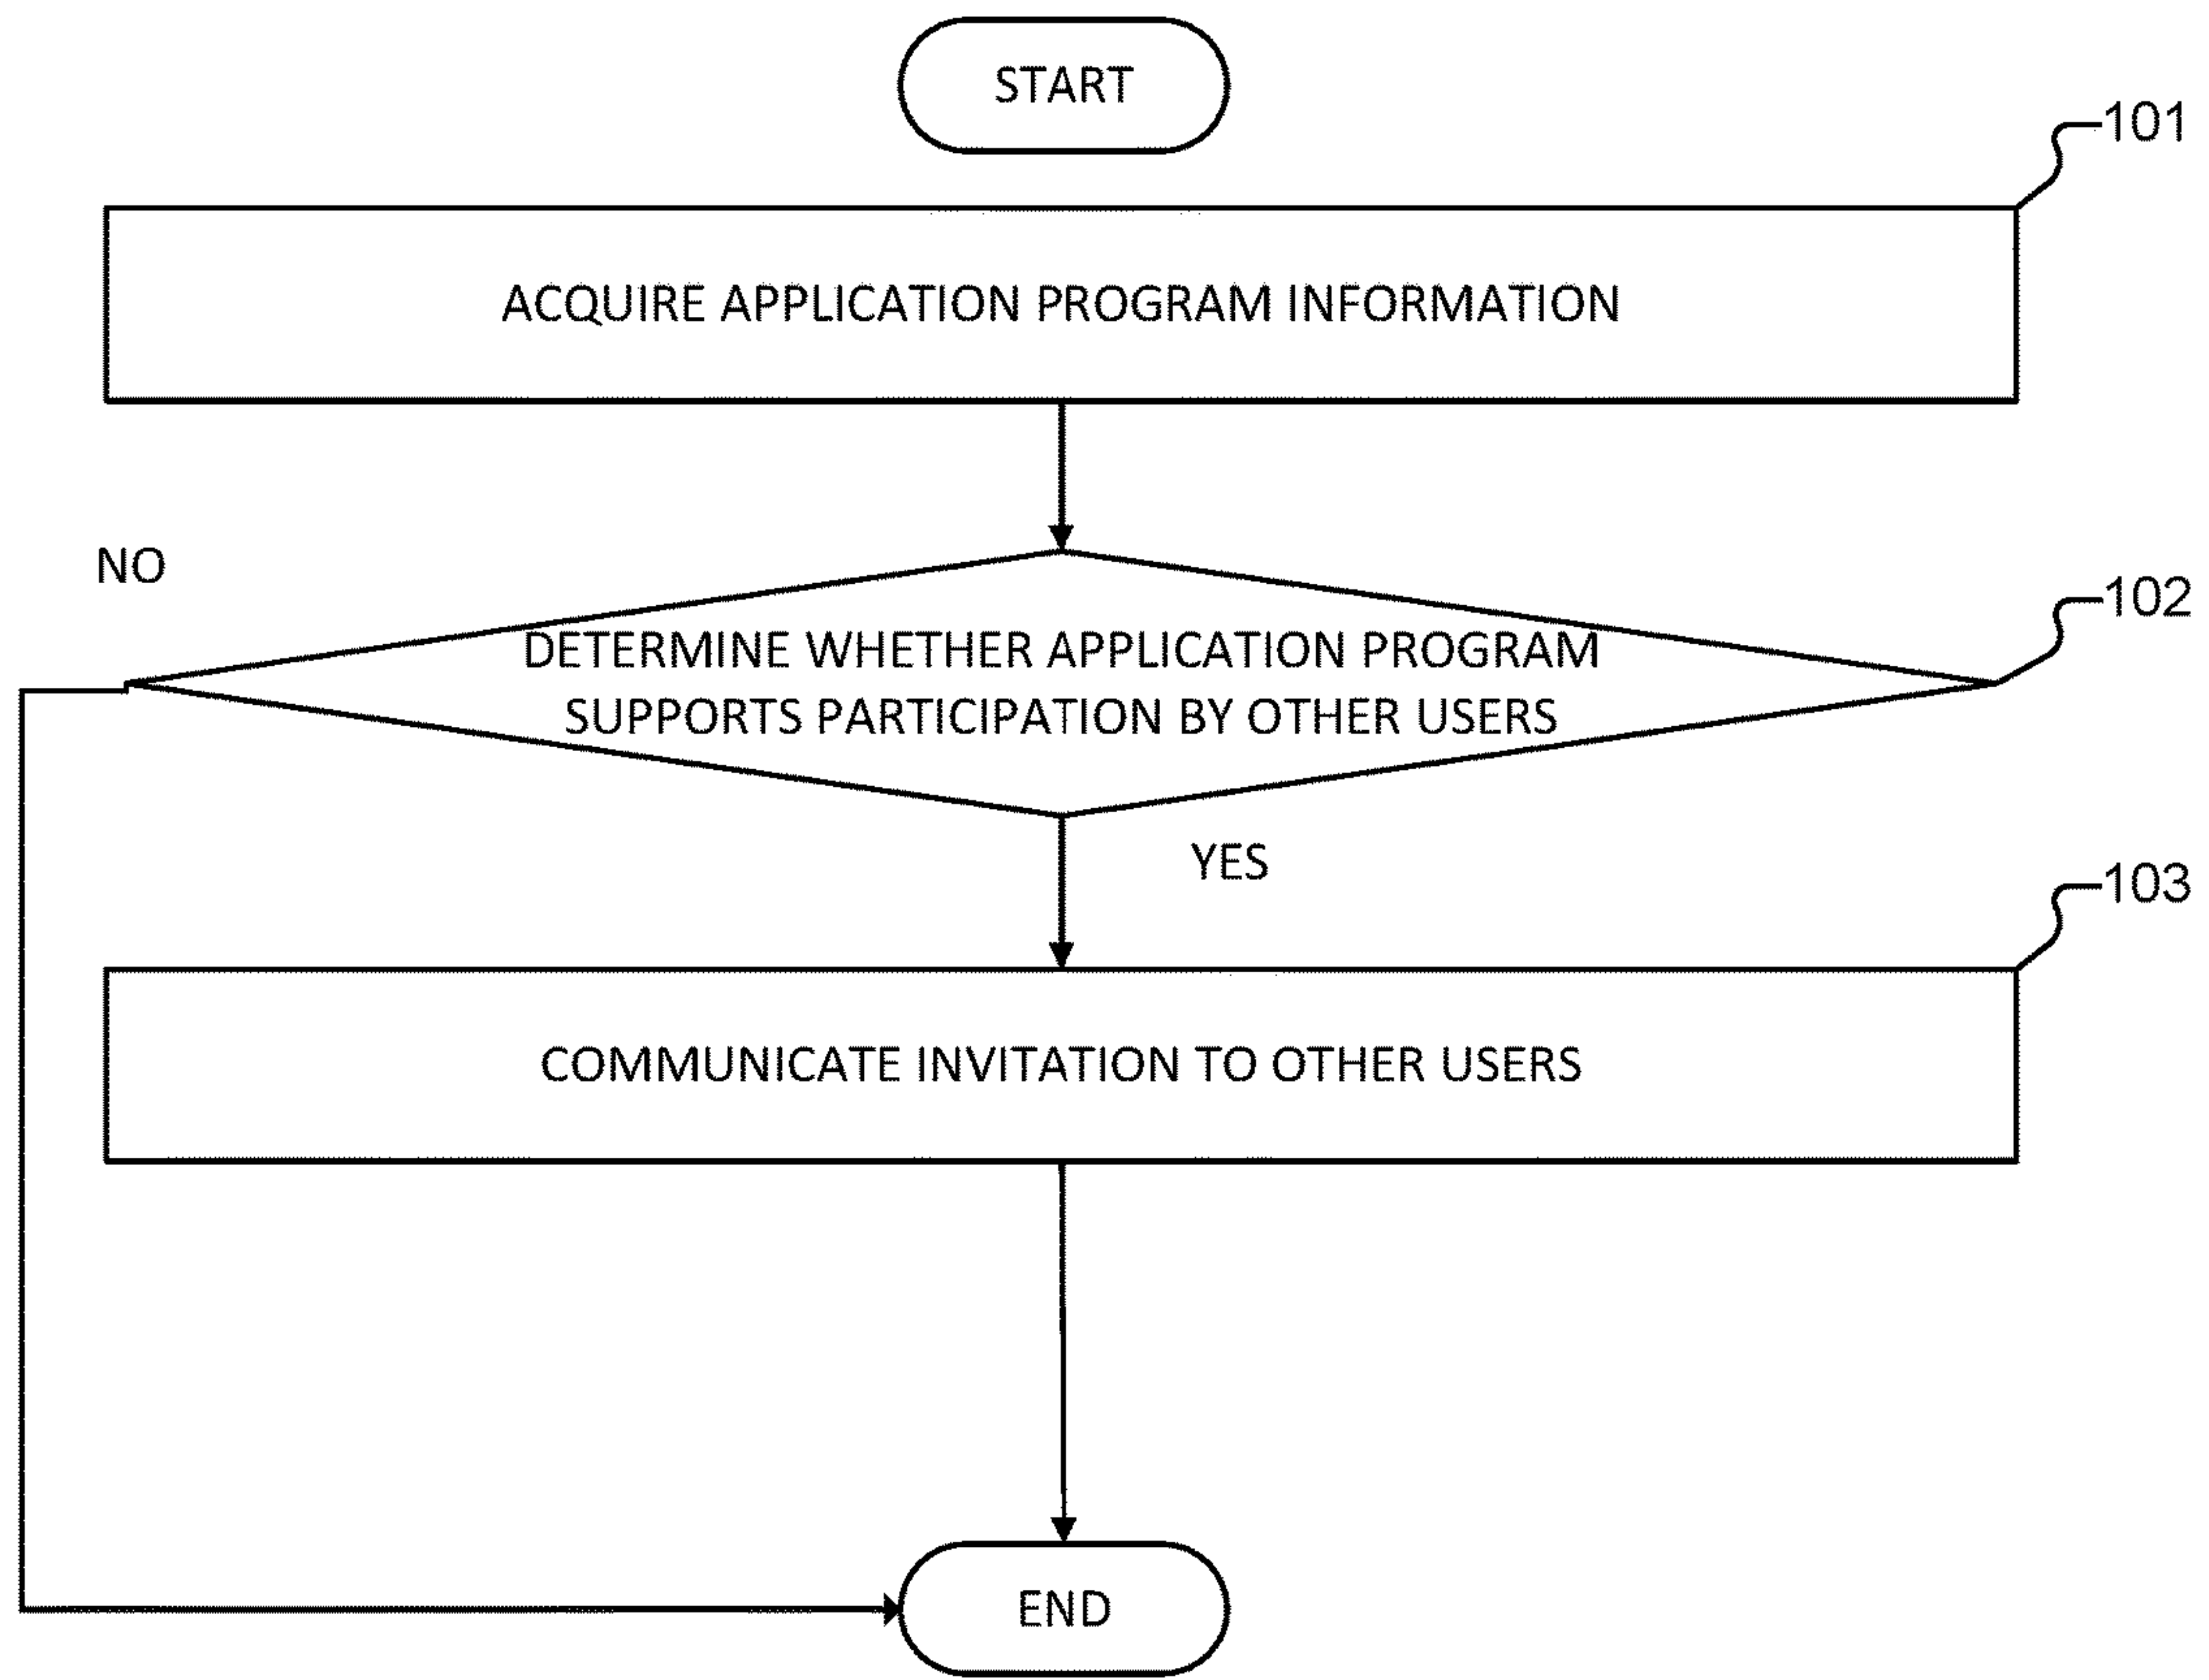 START
101
ACQUIRE APPLICATION PROGRAM INFORMATION
NO
102
DETERMINE WHETHER APPLICATION PROGRAM
SUPPORTS PARTICIPATION BY OTHER USERS
YES
103
COMMUNICATE INVITATION TO OTHER USERS
END